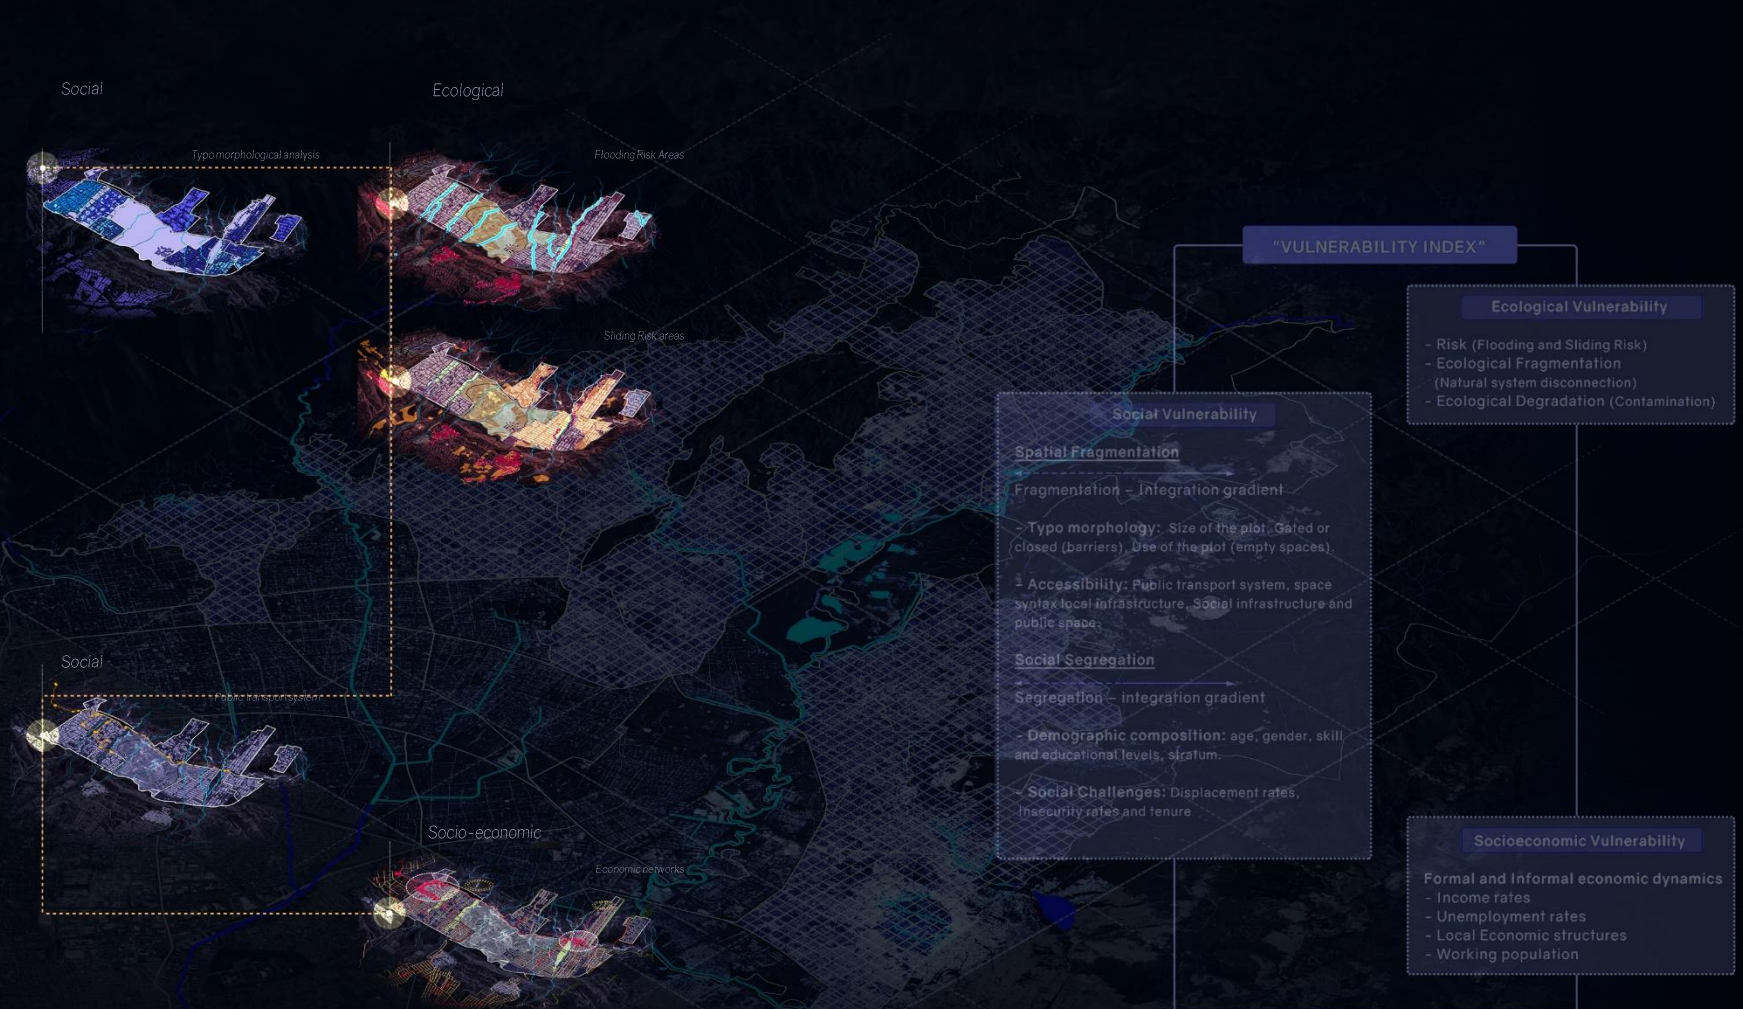 Social
Typo morphological analysis
Ecological
Flooding Risk Areas
Sliding Risk areas
Social
Public transport system
Socio-economic
Economic networks
"VULNERABILITY INDEX"
Ecological Vulnerability
- Risk (Flooding and Sliding Risk)
- Ecological Fragmentation
(Natural system disconnection)
- Ecological Degradation (Contamination)
Social Vulnerability
Spatial Fragmentation
Fragmentation - Integration gradient
- Typo morphology: Size of the plot, Gated or
closed (barriers), Use of the plot (empty spaces).
- Accessibility: Public transport system, space
syntax local infrastructure, Social infrastructure and
public space.
Social Segregation
Segregation - integration gradient
- Demographic composition: age, gender, skill
and educational levels, stratum.
- Social Challenges: Displacement rates,
Insecurity rates and tenure
Socioeconomic Vulnerability
Formal and Informal economic dynamics
- Income rates
- Unemployment rates
- Local Economic structures
- Working population